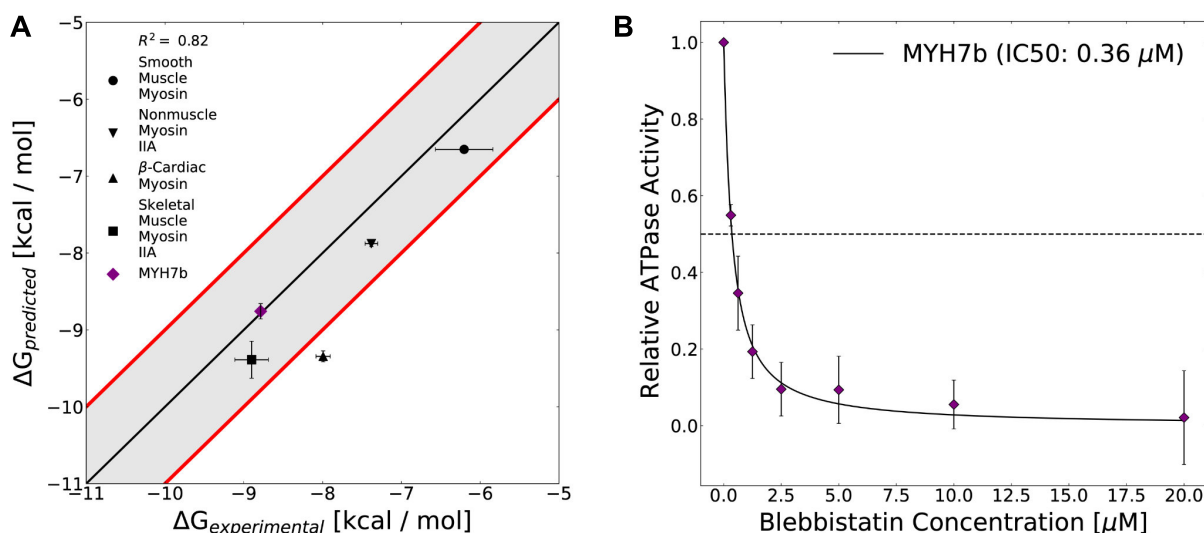 A
R² = 0.82
Smooth
Muscle
Myosin
Nonmuscle
Myosin
IIA
β-Cardiac
Myosin
Skeletal
Muscle
Myosin
IIA
MYH7b
−5
−6
−7
−8
−9
−10
−11
ΔGpredicted [kcal / mol]
−11
−10
−9
−8
−7
−6
−5
ΔGexperimental [kcal / mol]
B
MYH7b (IC50: 0.36 μM)
1.0
0.8
0.6
0.4
0.2
0.0
Relative ATPase Activity
0.0
2.5
5.0
7.5
10.0
12.5
15.0
17.5
20.0
Blebbistatin Concentration [μM]